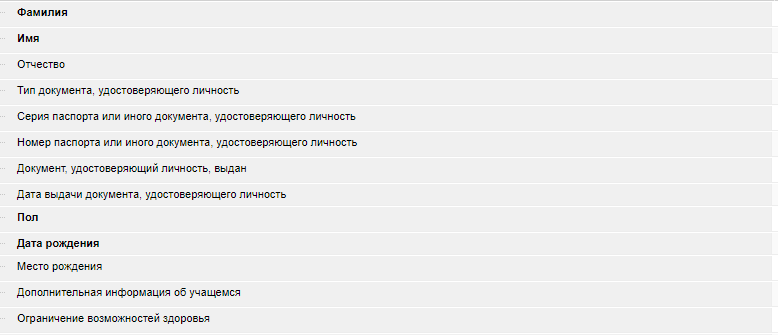 Фамилия
Имя
Отчество
Тип документа, удостоверяющего личность
Серия паспорта или иного документа, удостоверяющего личность
Номер паспорта или иного документа, удостоверяющего личность
Документ, удостоверяющий личность, выдан
Дата выдачи документа, удостоверяющего личность
Пол
Дата рождения
Место рождения
Дополнительная информация об учащемся
Ограничение возможностей здоровья